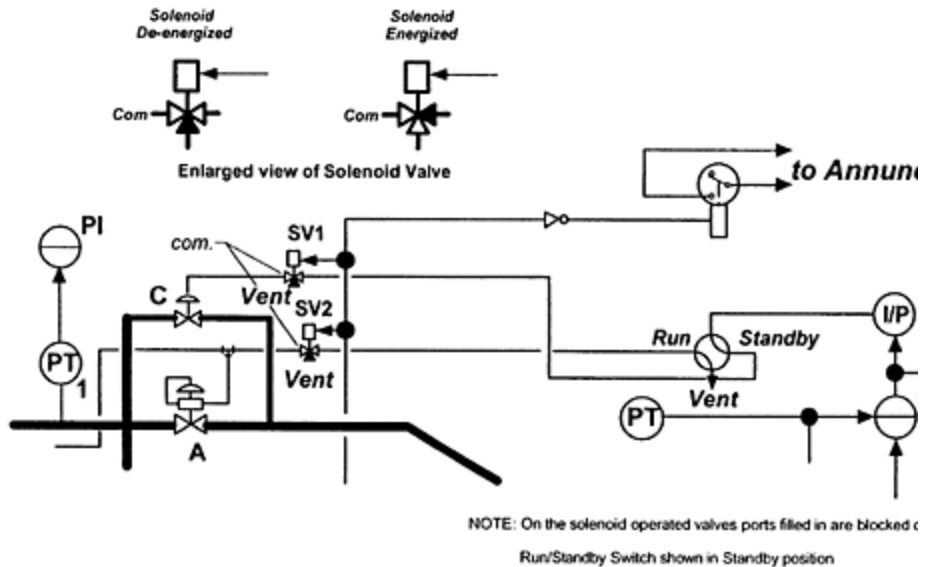 Solenoid
De-energized
Solenoid
Energized
Com
Com
Enlarged view of Solenoid Valve
to Annunc
PI
com.
SV1
C
Vent
SV2
I/P
Run
Standby
PT
1
Vent
Vent
PT
A
NOTE: On the solenoid operated valves ports filled in are blocked
Run/Standby Switch shown in Standby position